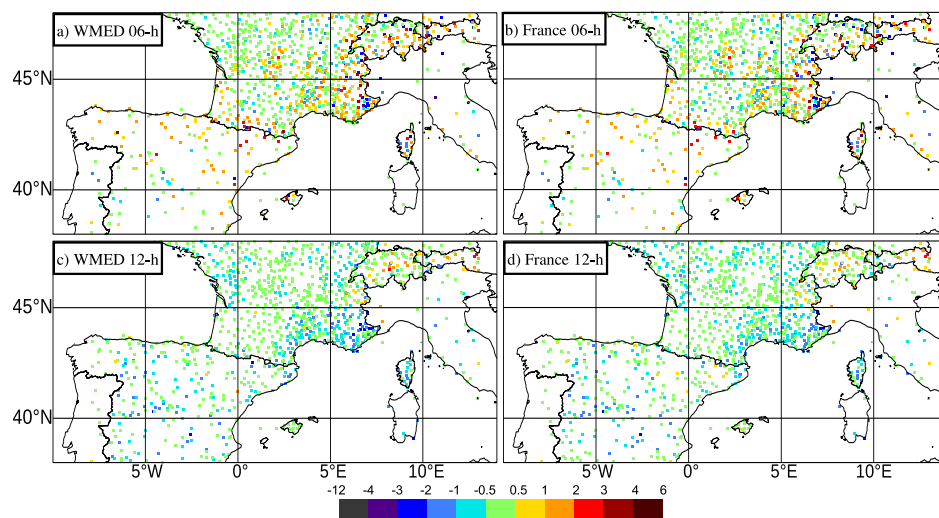 a) WMED 06-h
b) France 06-h
45°N
40°N
c) WMED 12-h
d) France 12-h
45°N
40°N
5°W 0° 5°E 10°E 5°W 0° 5°E 10°E
-12 -4 -3 -2 -1 -0.5 0.5 1 2 3 4 6